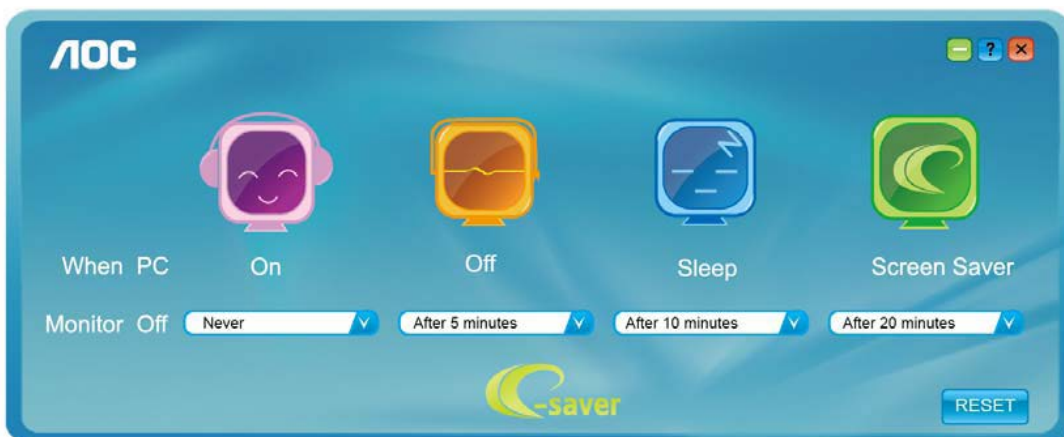 AOC
?
When PC On Off Sleep Screen Saver
Monitor Off Never After 5 minutes After 10 minutes After 20 minutes
e-saver
RESET